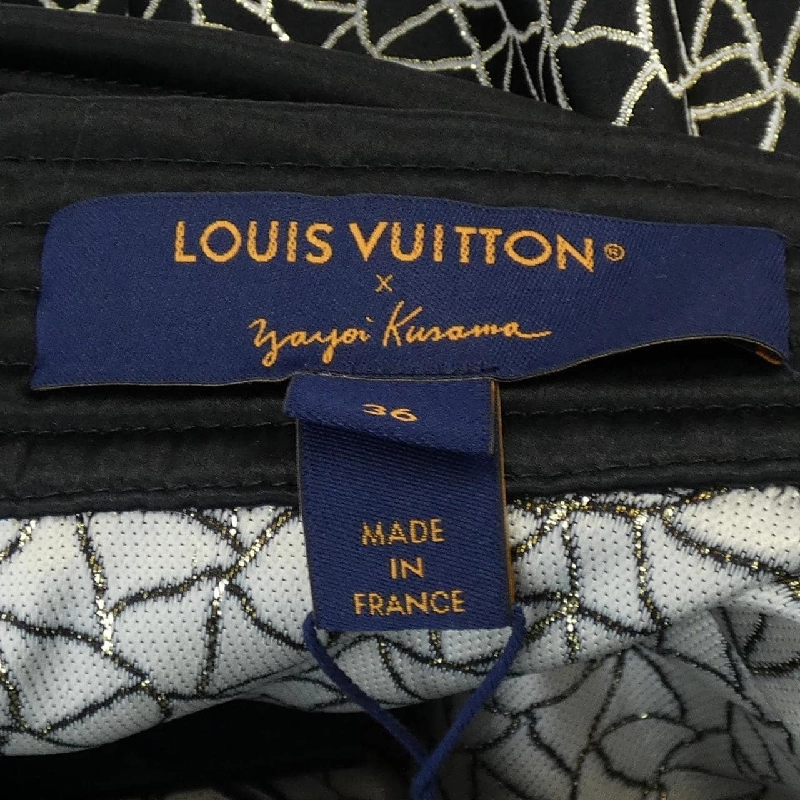 LOUIS VUITTON®
x
Yayoi Kusama
36
MADE
IN
FRANCE